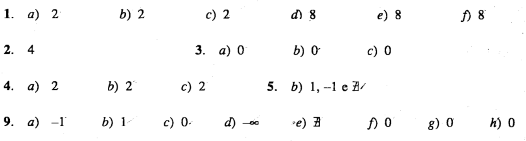 1. a) 2 b) 2 c) 2 d) 8 e) 8 f) 8
2. 4 3. a) 0 b) 0 c) 0
4. a) 2 b) 2 c) 2 5. b) 1, –1 e ∄
9. a) –1 b) 1 c) 0 d) –∞ e) ∄ f) 0 g) 0 h) 0